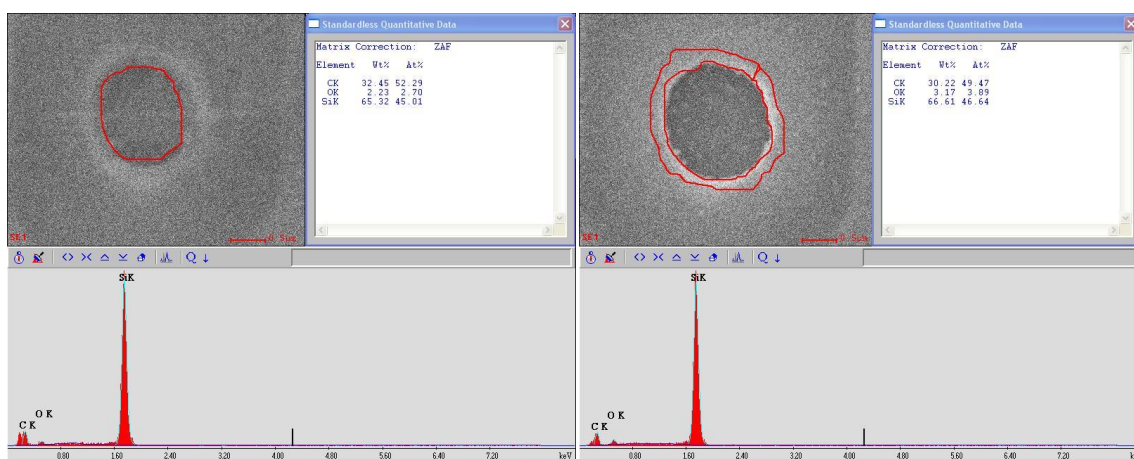 Standardless Quantitative Data
Matrix Correction: ZAF
Element Wt% At%
CK 32.45 52.29
OK 2.23 2.70
SiK 65.32 45.01
SE1
SiK
O K
C K
0.80 1.60 2.40 3.20 4.00 4.80 5.60 6.40 7.20 keV
Standardless Quantitative Data
Matrix Correction: ZAF
Element Wt% At%
CK 30.22 49.47
OK 3.17 3.89
SiK 66.61 46.64
SE1
SiK
O K
C K
0.80 1.60 2.40 3.20 4.00 4.80 5.60 6.40 7.20 k